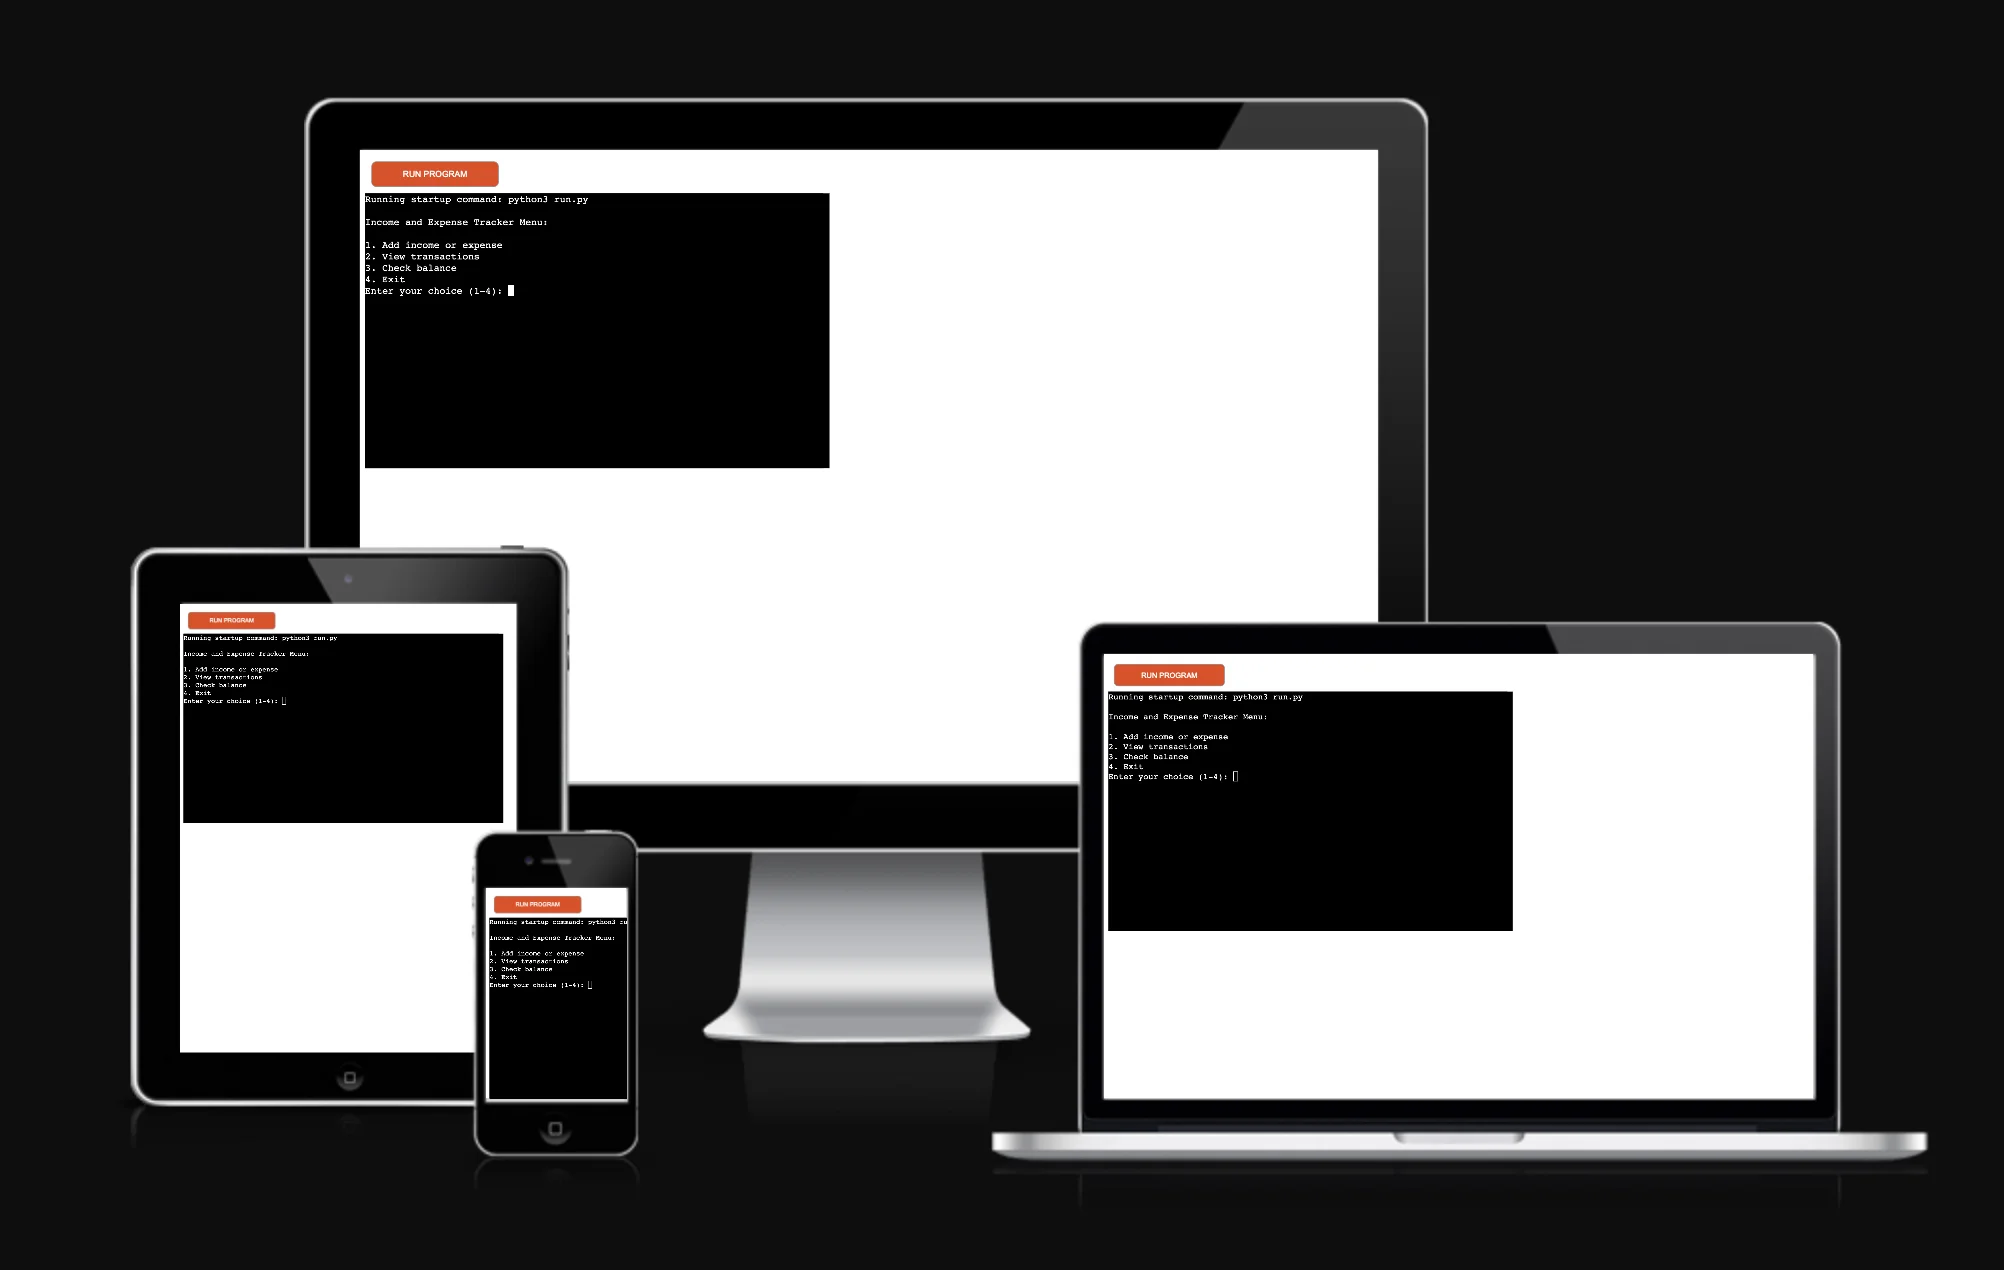 RUN PROGRAM
Running startup command: python3 run.py
Income and Expense Tracker Menu:
1. Add income or expense
2. View transactions
3. Check balance
4. Exit
Enter your choice (1-4):
RUN PROGRAM
Running startup command: python3 run.py
Income and Expense Tracker Menu:
1. Add income or expense
2. View transactions
3. Check balance
4. Exit
Enter your choice (1-4):
RUN PROGRAM
Running startup command: python3 run.py
Income and Expense Tracker Menu:
1. Add income or expense
2. View transactions
3. Check balance
4. Exit
Enter your choice (1-4):
RUN PROGRAM
Running startup command: python3 ru
Income and Expense Tracker Menu:
1. Add income or expense
2. View transactions
3. Check balance
4. Exit
Enter your choice (1-4):